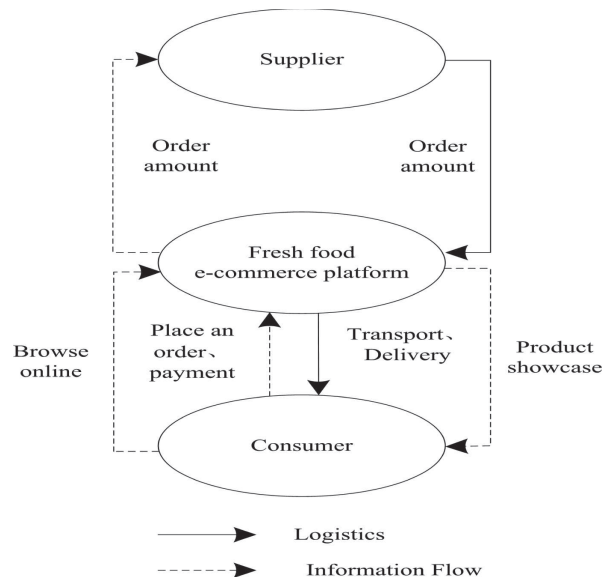 Supplier
Order
amount
Order
amount
Fresh food
e-commerce platform
Browse
online
Place an
order、
payment
Transport、
Delivery
Product
showcase
Consumer
Logistics
Information Flow